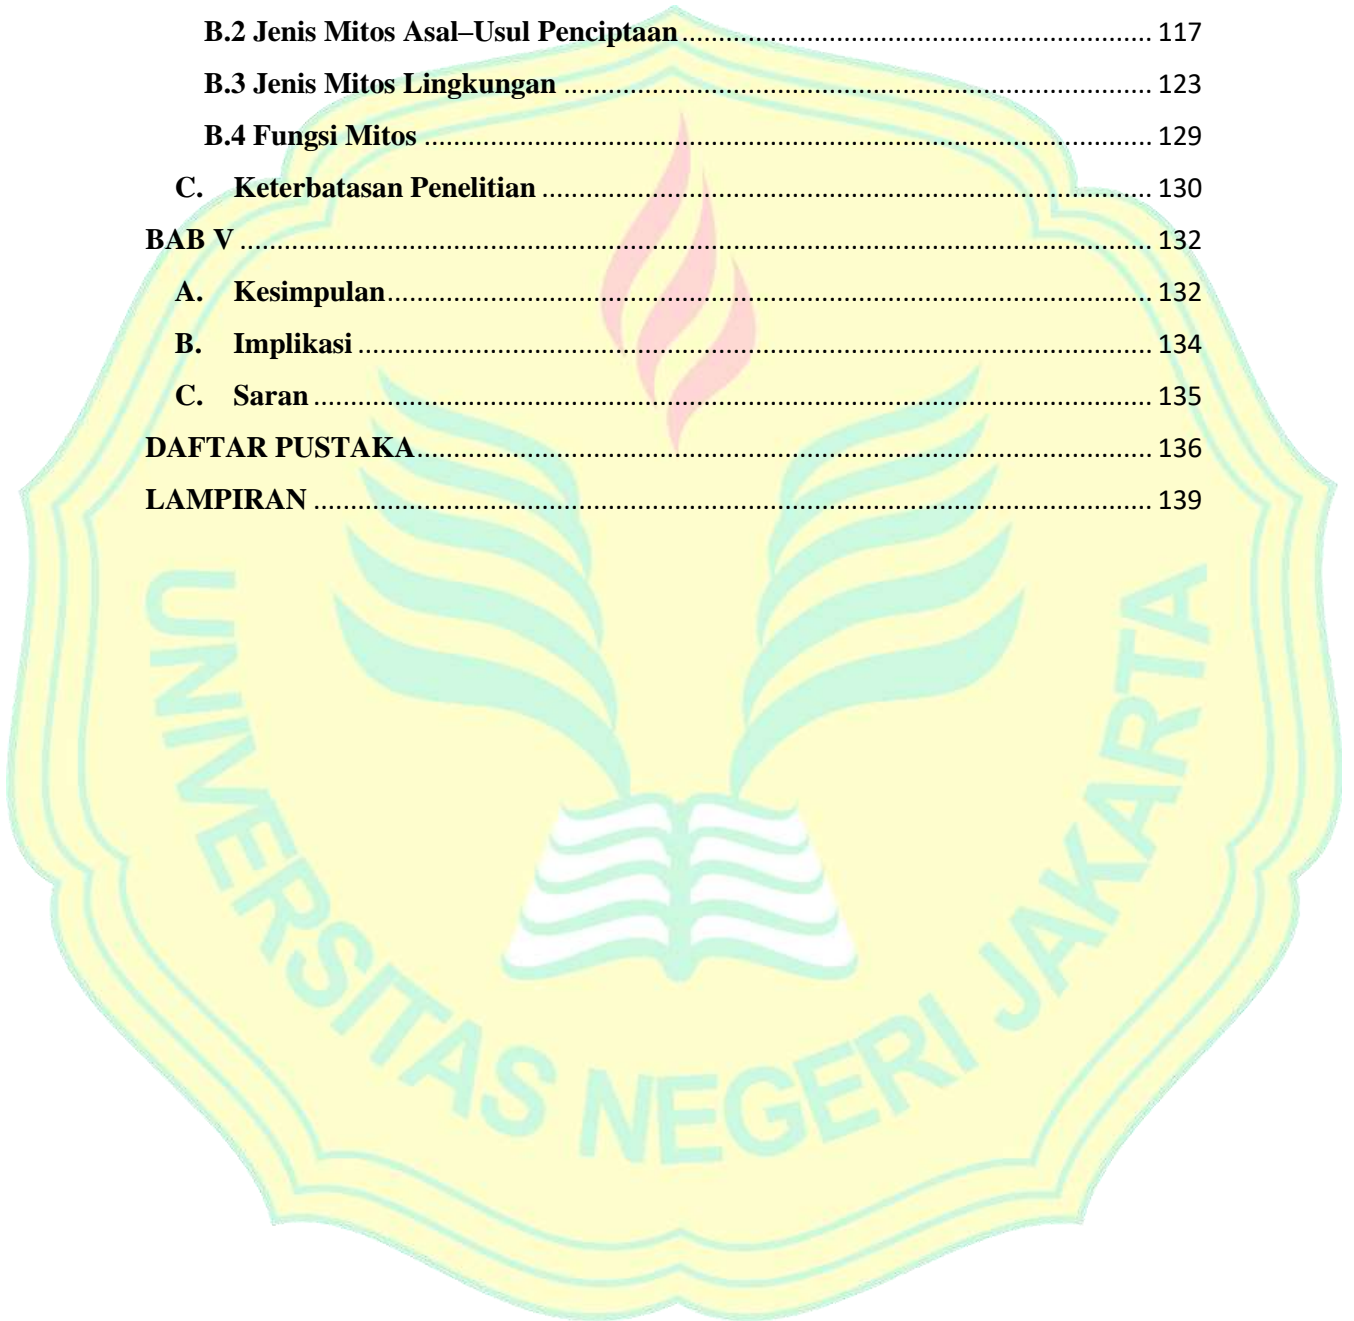 B.2 Jenis Mitos Asal–Usul Penciptaan........................................................................ 117
B.3 Jenis Mitos Lingkungan ......................................................................................... 123
B.4 Fungsi Mitos .............................................................................................................. 129
C. Keterbatasan Penelitian ............................................................................................ 130
BAB V ........................................................................................................................................ 132
A. Kesimpulan.................................................................................................................... 132
B. Implikasi ......................................................................................................................... 134
C. Saran ................................................................................................................................ 135
DAFTAR PUSTAKA................................................................................................................ 136
LAMPIRAN ............................................................................................................................... 139
UNIVERSITAS NEGERI JAKARTA